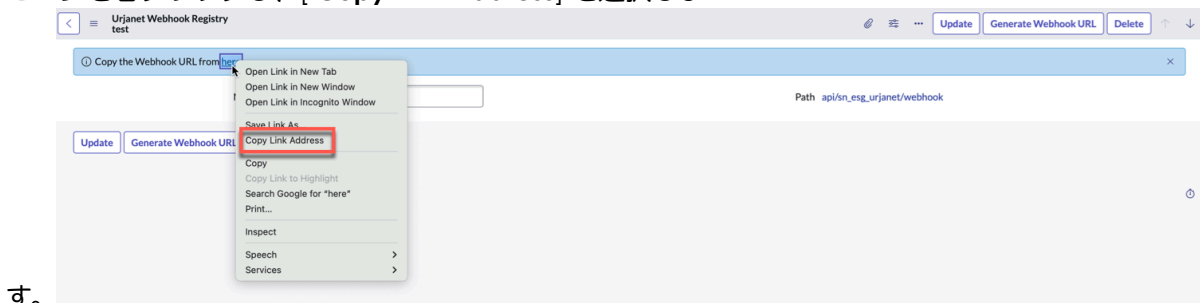 Urjanet Webhook Registry
test
Update Generate Webhook URL Delete
Copy the Webhook URL from here
Open Link in New Tab
Open Link in New Window
Open Link in Incognito Window
Path api/sn_esg_urjanet/webhook
Save Link As...
Update Generate Webhook URL
Copy Link Address
Copy
Copy Link to Highlight
Search Google for "here"
Print...
Inspect
Speech
Services
す。